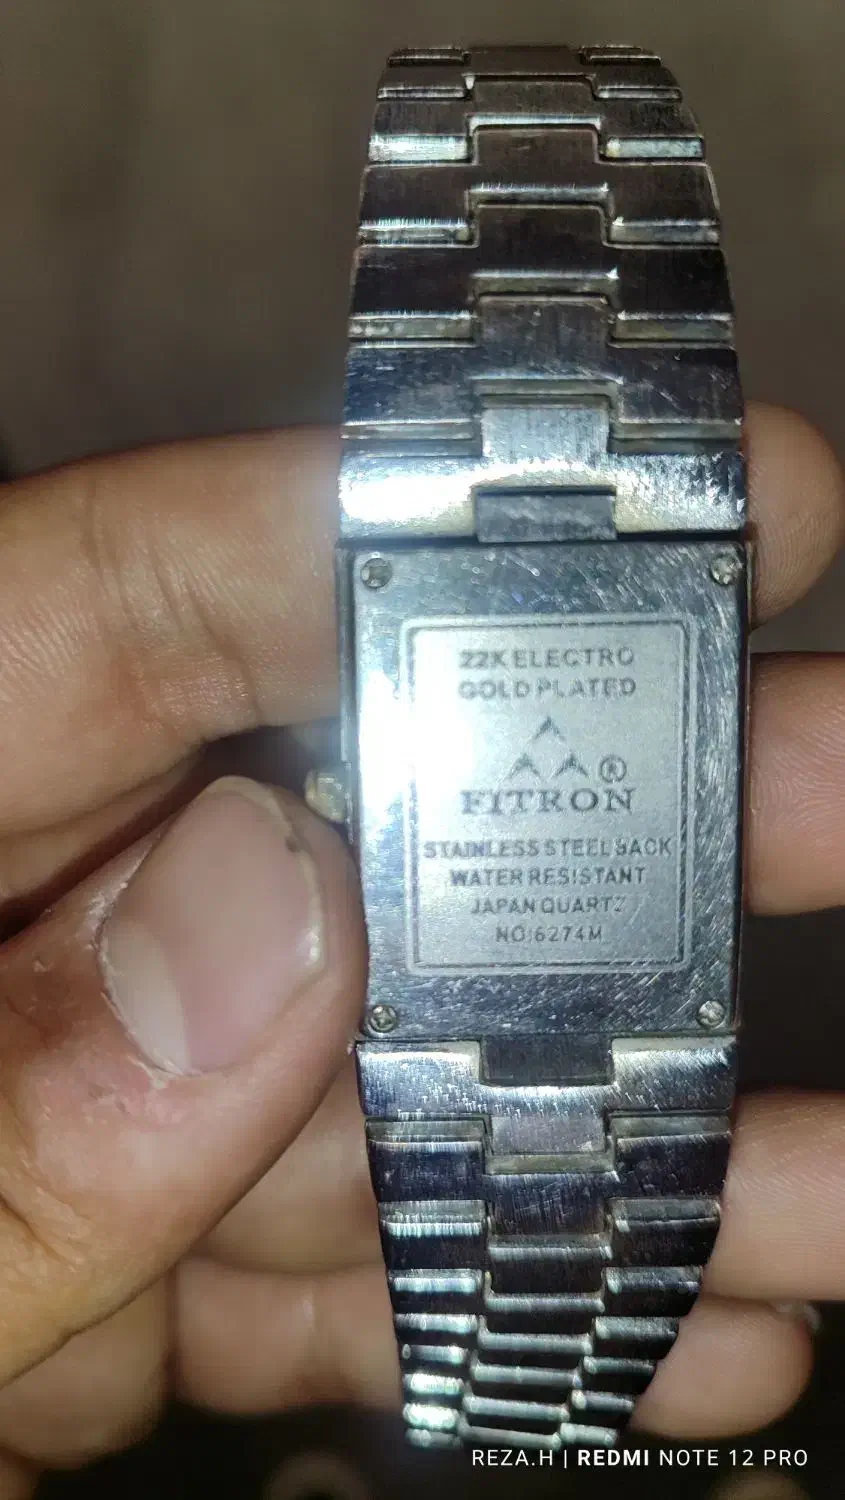 22K ELECTRO
GOLD PLATED
®
FITRON
STAINLESS STEEL BACK
WATER RESISTANT
JAPAN QUARTZ
NO:6274M
REZA.H | REDMI NOTE 12 PRO